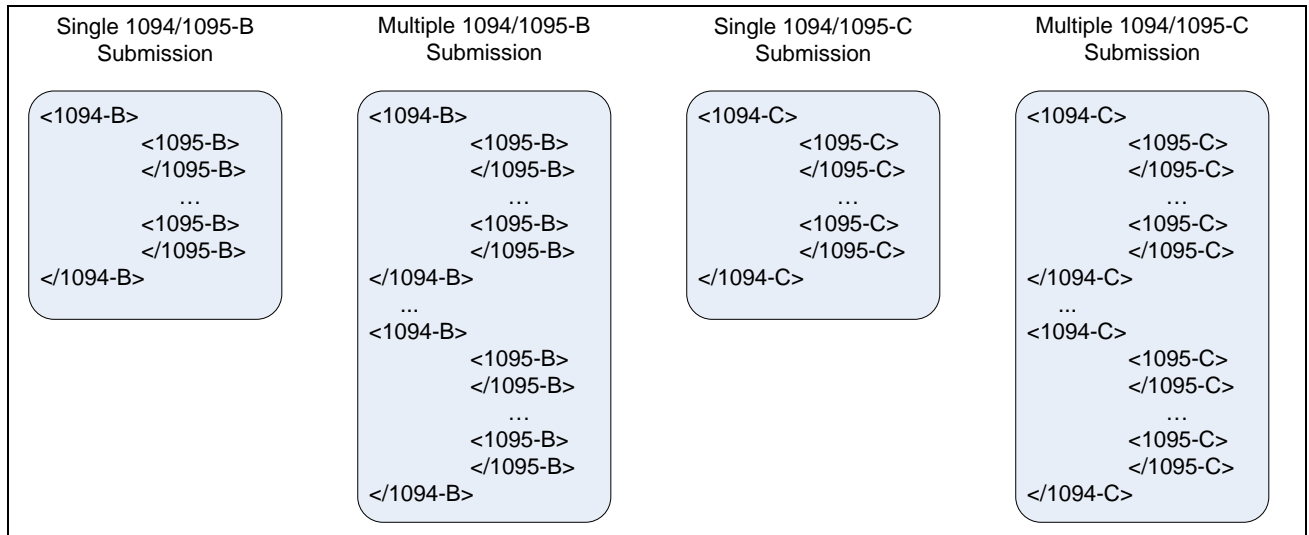 Single 1094/1095-B
Submission
<1094-B>
<1095-B>
</1095-B>
…
<1095-B>
</1095-B>
</1094-B>
Multiple 1094/1095-B
Submission
<1094-B>
<1095-B>
</1095-B>
…
<1095-B>
</1095-B>
</1094-B>
...
<1094-B>
<1095-B>
</1095-B>
…
<1095-B>
</1095-B>
</1094-B>
Single 1094/1095-C
Submission
<1094-C>
<1095-C>
</1095-C>
…
<1095-C>
</1095-C>
</1094-C>
Multiple 1094/1095-C
Submission
<1094-C>
<1095-C>
</1095-C>
…
<1095-C>
</1095-C>
</1094-C>
...
<1094-C>
<1095-C>
</1095-C>
…
<1095-C>
</1095-C>
</1094-C>